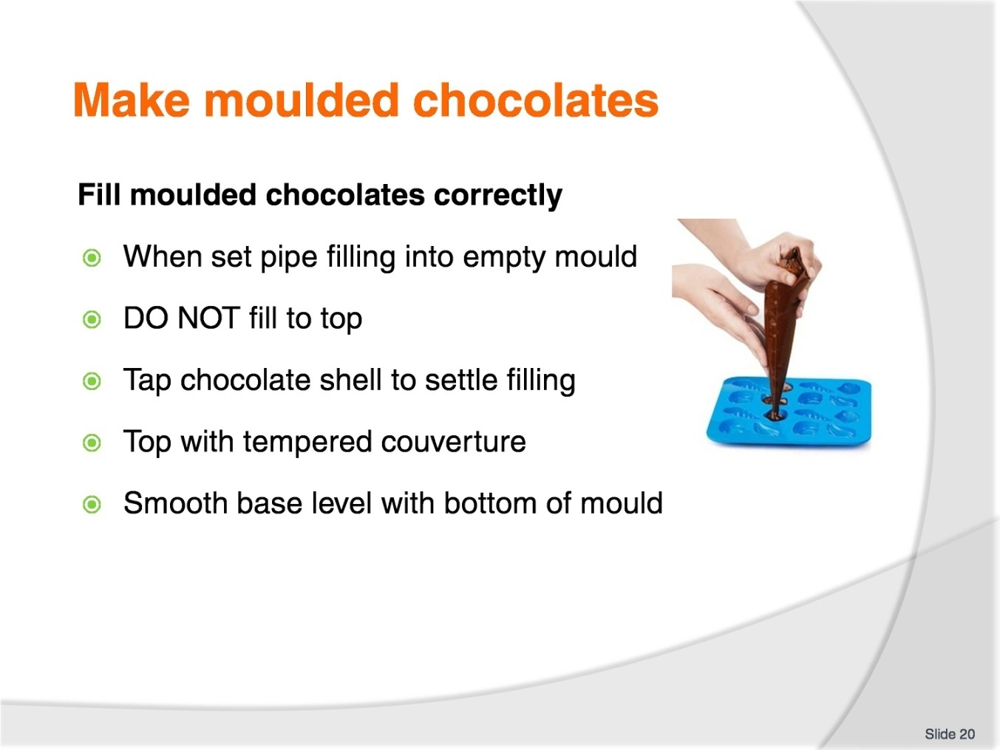 Make moulded chocolates
Fill moulded chocolates correctly
When set pipe filling into empty mould
DO NOT fill to top
Tap chocolate shell to settle filling
Top with tempered couverture
Smooth base level with bottom of mould
Slide 20